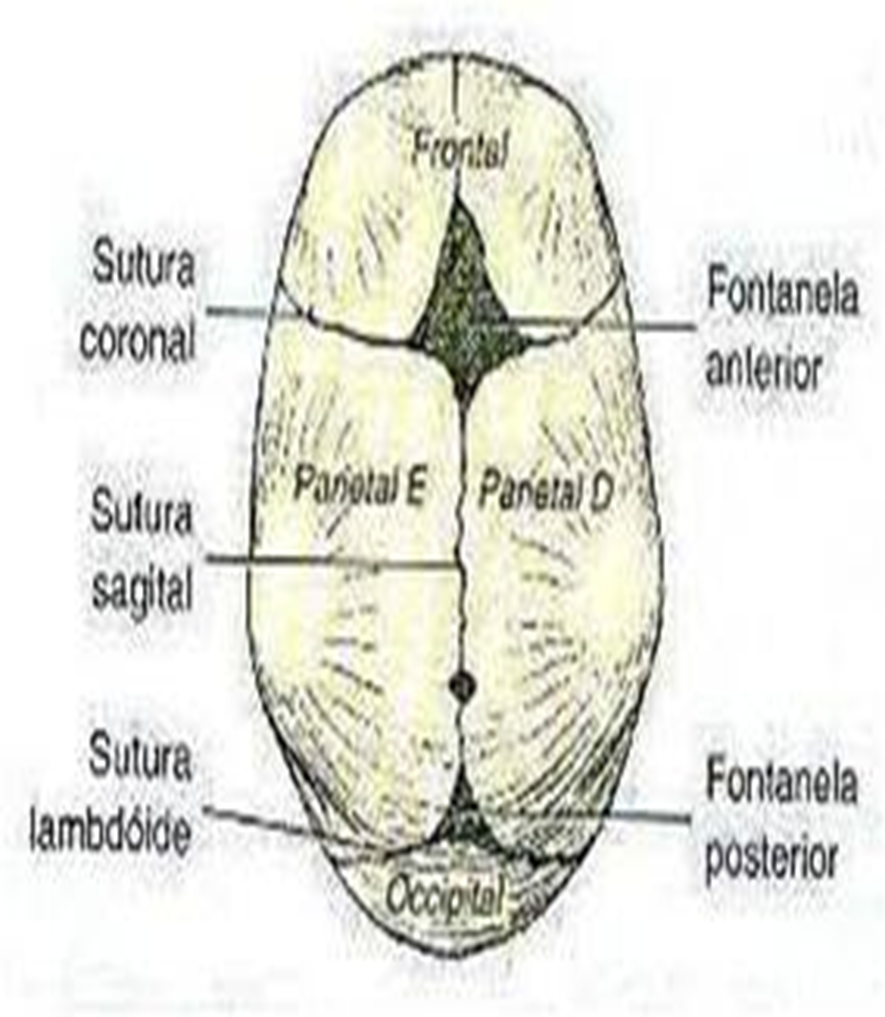 Frontal
Sutura
coronal
Fontanela
anterior
Parietal E
Parietal D
Sutura
sagital
Sutura
lambdóide
Fontanela
posterior
Occipital